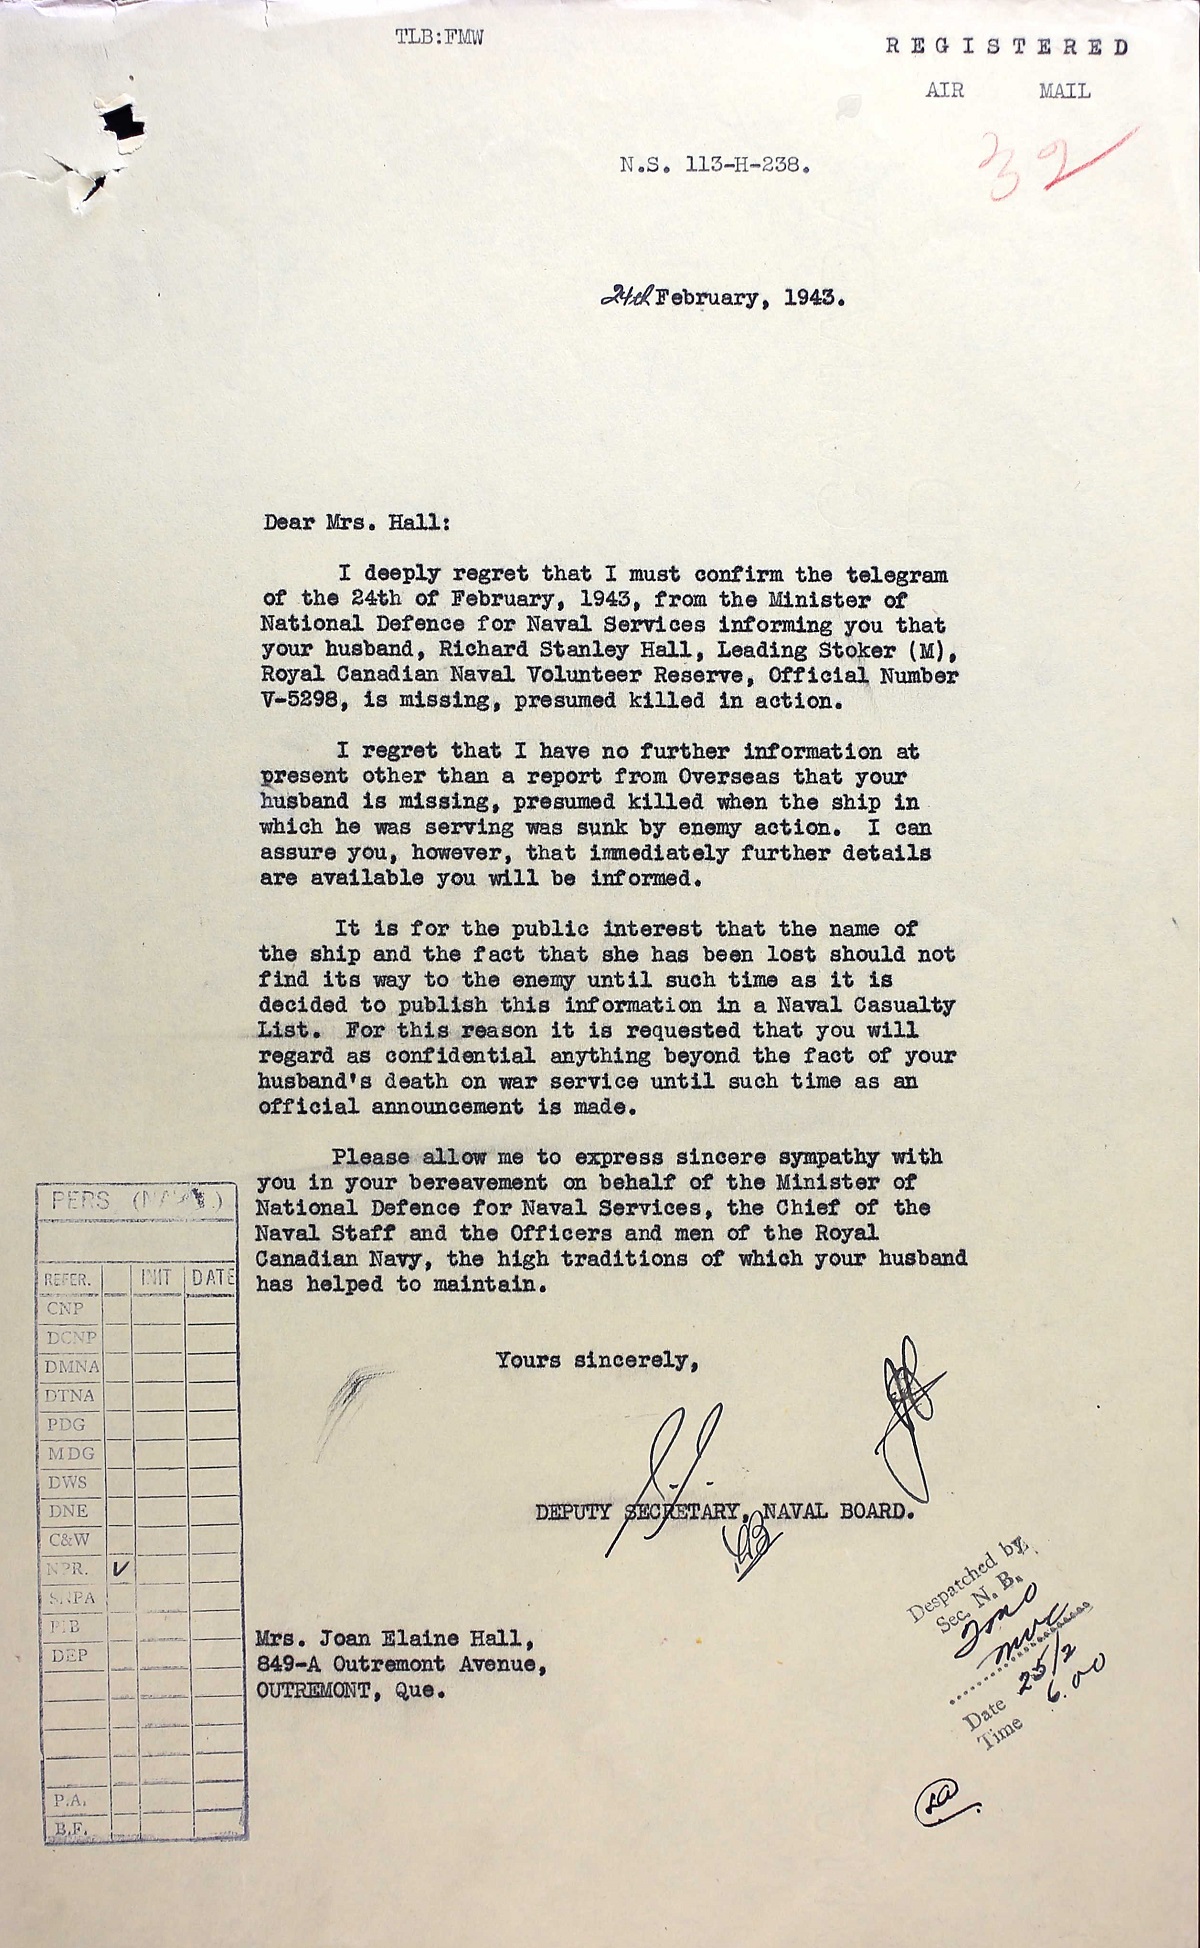 TLB:FMW
REGISTERED
AIR MAIL
32
N.S. 113-H-238.
24th February, 1943.
Dear Mrs. Hall:
I deeply regret that I must confirm the telegram
of the 24th of February, 1943, from the Minister of
National Defence for Naval Services informing you that
your husband, Richard Stanley Hall, Leading Stoker (M),
Royal Canadian Naval Volunteer Reserve, Official Number
V-5298, is missing, presumed killed in action.
I regret that I have no further information at
present other than a report from Overseas that your
husband is missing, presumed killed when the ship in
which he was serving was sunk by enemy action. I can
assure you, however, that immediately further details
are available you will be informed.
It is for the public interest that the name of
the ship and the fact that she has been lost should not
find its way to the enemy until such time as it is
decided to publish this information in a Naval Casualty
List. For this reason it is requested that you will
regard as confidential anything beyond the fact of your
husband's death on war service until such time as an
official announcement is made.
Please allow me to express sincere sympathy with
you in your bereavement on behalf of the Minister of
National Defence for Naval Services, the Chief of the
Naval Staff and the Officers and men of the Royal
Canadian Navy, the high traditions of which your husband
has helped to maintain.
Yours sincerely,
DEPUTY SECRETARY, NAVAL BOARD.
Mrs. Joan Elaine Hall,
849-A Outremont Avenue,
OUTREMONT, Que.
PERS
REFER. INIT DATE
CNP
DCNP
DMNA
DTNA
PDG
MDG
DWS
DNE
C&W
NPR. ✓
DEP
P.A.
B.F.
Despatched by
Sec. N. B.
Date 25/2
Time 6.00